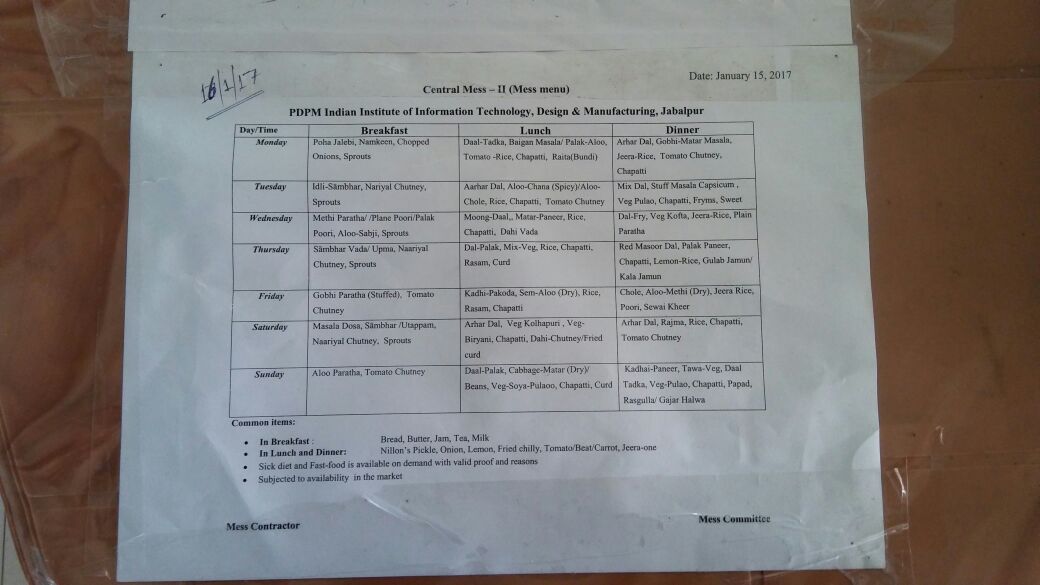 16/1/17
Date: January 15, 2017
Central Mess – II (Mess menu)
PDPM Indian Institute of Information Technology, Design & Manufacturing, Jabalpur
Day/Time Breakfast Lunch Dinner
Monday
Poha Jalebi, Namkeen, Chopped
Onions, Sprouts
Daal-Tadka, Baigan Masala/ Palak-Aloo,
Tomato -Rice, Chapatti, Raita(Bundi)
Arhar Dal, Gobhi-Matar Masala,
Jeera-Rice, Tomato Chutney,
Chapatti
Tuesday
Idli-Sāmbhar, Nariyal Chutney,
Sprouts
Aarhar Dal, Aloo-Chana (Spicy)/Aloo-
Chole, Rice, Chapatti, Tomato Chutney
Mix Dal, Stuff Masala Capsicum ,
Veg Pulao, Chapatti, Fryms, Sweet
Wednesday
Methi Paratha/ /Plane Poori/Palak
Poori, Aloo-Sabji, Sprouts
Moong-Daal,, Matar-Paneer, Rice,
Chapatti, Dahi Vada
Dal-Fry, Veg Kofta, Jeera-Rice, Plain
Paratha
Thursday
Sāmbhar Vada/ Upma, Naariyal
Chutney, Sprouts
Dal-Palak, Mix-Veg, Rice, Chapatti,
Rasam, Curd
Red Masoor Dal, Palak Paneer,
Chapatti, Lemon-Rice, Gulab Jamun/
Kala Jamun
Friday
Gobhi Paratha (Stuffed), Tomato
Chutney
Kadhi-Pakoda, Sem-Aloo (Dry), Rice,
Rasam, Chapatti
Chole, Aloo-Methi (Dry), Jeera Rice,
Poori, Sewai Kheer
Saturday
Masala Dosa, Sāmbhar /Utappam,
Naariyal Chutney, Sprouts
Arhar Dal, Veg Kolhapuri , Veg-
Biryani, Chapatti, Dahi-Chutney/Fried
curd
Arhar Dal, Rajma, Rice, Chapatti,
Tomato Chutney
Sunday
Aloo Paratha, Tomato Chutney
Daal-Palak, Cabbage-Matar (Dry)/
Beans, Veg-Soya-Pulaoo, Chapatti, Curd
Kadhai-Paneer, Tawa-Veg, Daal
Tadka, Veg-Pulao, Chapatti, Papad,
Rasgulla/ Gajar Halwa
Common items:
• In Breakfast : Bread, Butter, Jam, Tea, Milk
• In Lunch and Dinner: Nillon's Pickle, Onion, Lemon, Fried chilly, Tomato/Beat/Carrot, Jeera-one
• Sick diet and Fast-food is available on demand with valid proof and reasons
• Subjected to availability in the market
Mess Contractor Mess Committee